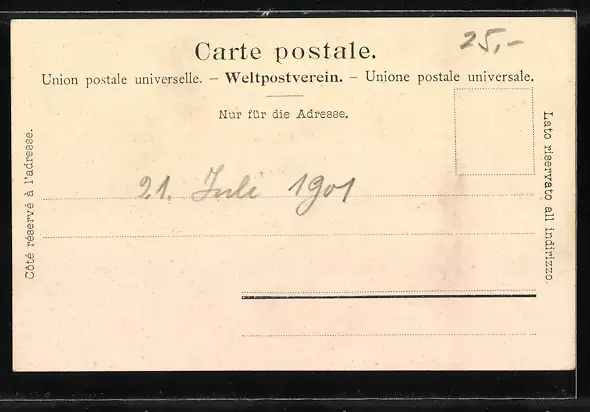 Carte postale.
25,-
Union postale universelle. – Weltpostverein. – Unione postale universale.
Nur für die Adresse.
Côté réservé à l'adresse.
Lato riservato all indirizzo.
21. Juli 1901